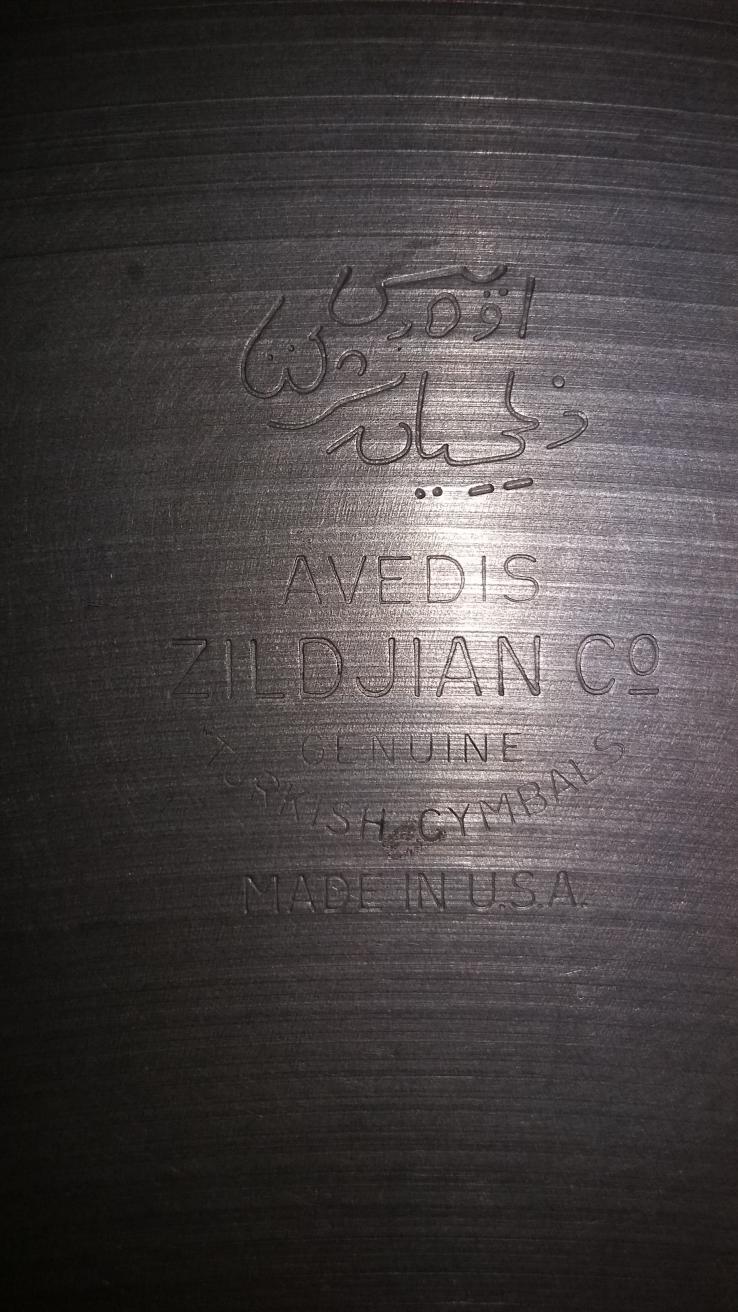 AVEDIS
ZILDJIAN Cº
GENUINE
TURKISH CYMBALS
MADE IN U.S.A.